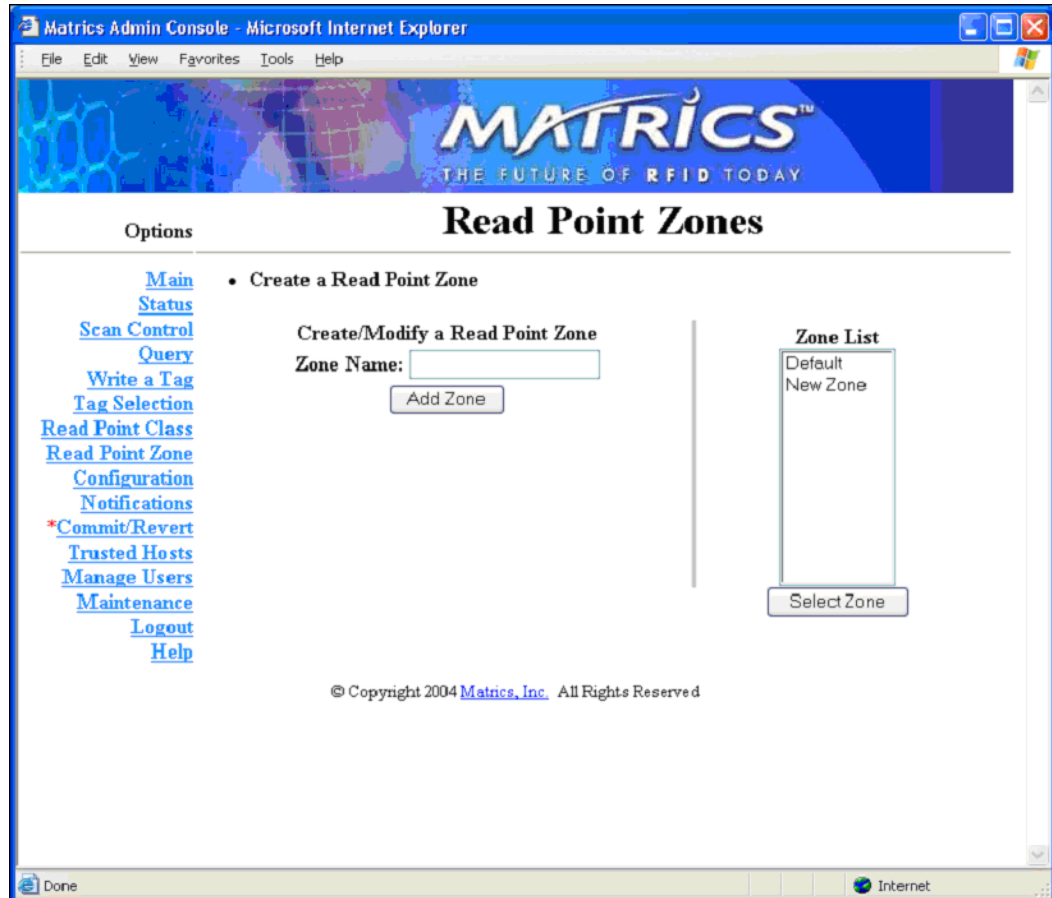 Matrics Admin Console - Microsoft Internet Explorer
File Edit View Favorites Tools Help
MATRICS™
THE FUTURE OF RFID TODAY
Options
Read Point Zones
Main
Status
Scan Control
Query
Write a Tag
Tag Selection
Read Point Class
Read Point Zone
Configuration
Notifications
*Commit/Revert
Trusted Hosts
Manage Users
Maintenance
Logout
Help
• Create a Read Point Zone
Create/Modify a Read Point Zone
Zone Name:
Add Zone
Zone List
Default
New Zone
Select Zone
© Copyright 2004 Matrics, Inc. All Rights Reserved
Done
Internet